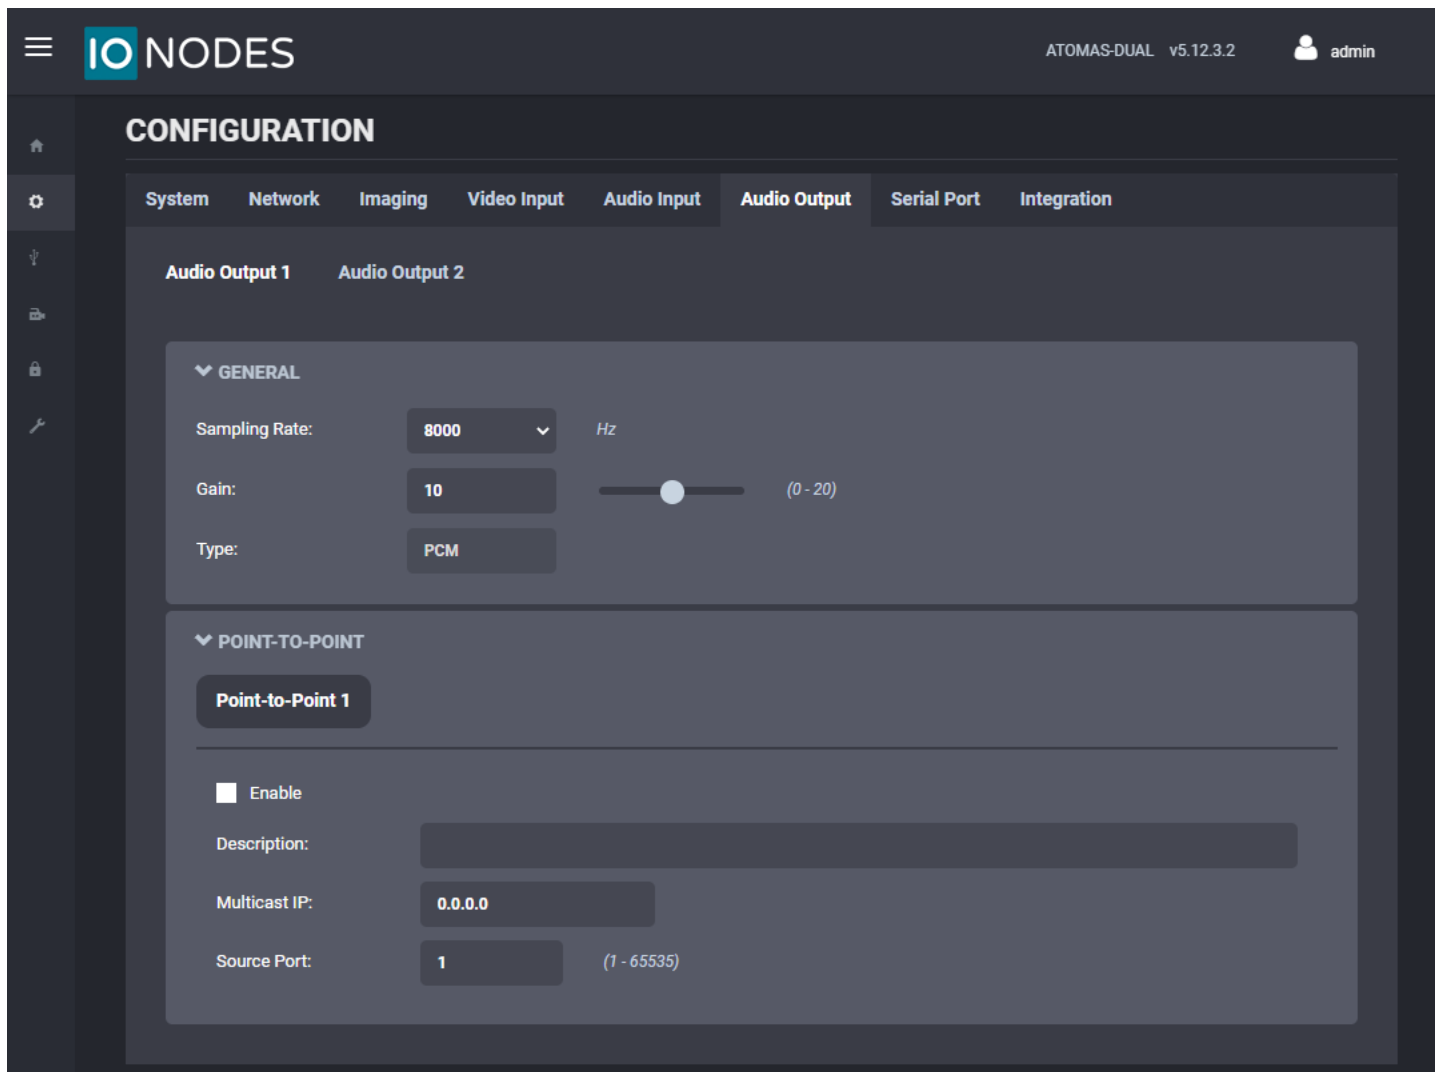 IONODES
ATOMAS-DUAL v5.12.3.2 admin
CONFIGURATION
System Network Imaging Video Input Audio Input Audio Output Serial Port Integration
Audio Output 1 Audio Output 2
GENERAL
Sampling Rate: 8000 Hz
Gain: 10 (0 - 20)
Type: PCM
POINT-TO-POINT
Point-to-Point 1
Enable
Description:
Multicast IP: 0.0.0.0
Source Port: 1 (1 - 65535)